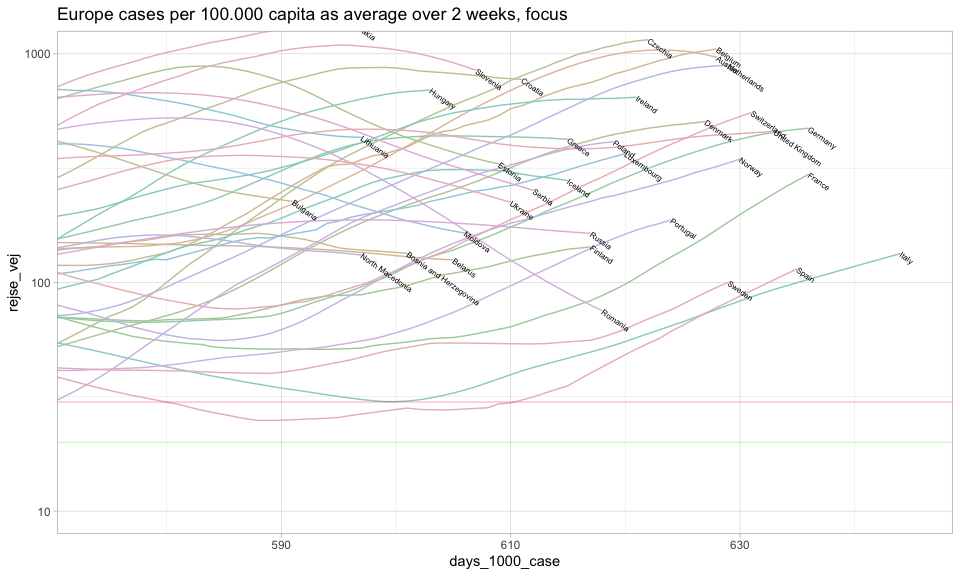 Europe cases per 100.000 capita as average over 2 weeks, focus
rejse_vej
1000
100
10
akia
Czechia
Belgium
Netherlands
Slovenia
Croatia
Hungary
Ireland
Switzerland
Denmark
Germany
United Kingdom
Lithuania
Greece
Poland
Luxembourg
Norway
Estonia
Iceland
France
Serbia
Ukraine
Bulgaria
Portugal
Moldova
Russia
Finland
North Macedonia
Bosnia and Herzegovina
Belarus
Italy
Spain
Sweden
Romania
590
610
630
days_1000_case